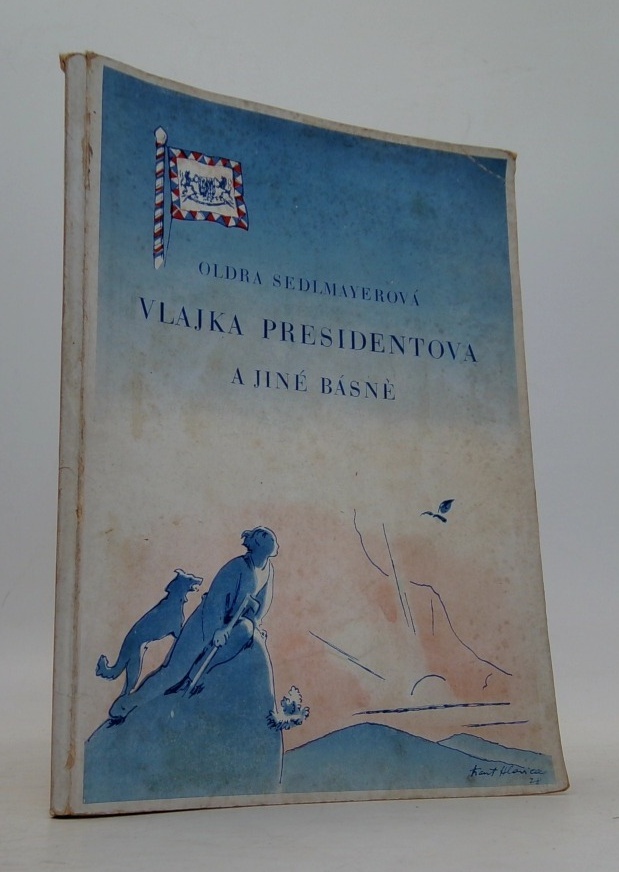 OLDRA SEDLMAYEROVÁ
VLAJKA PRESIDENTOVA
A JINÉ BÁSNĚ